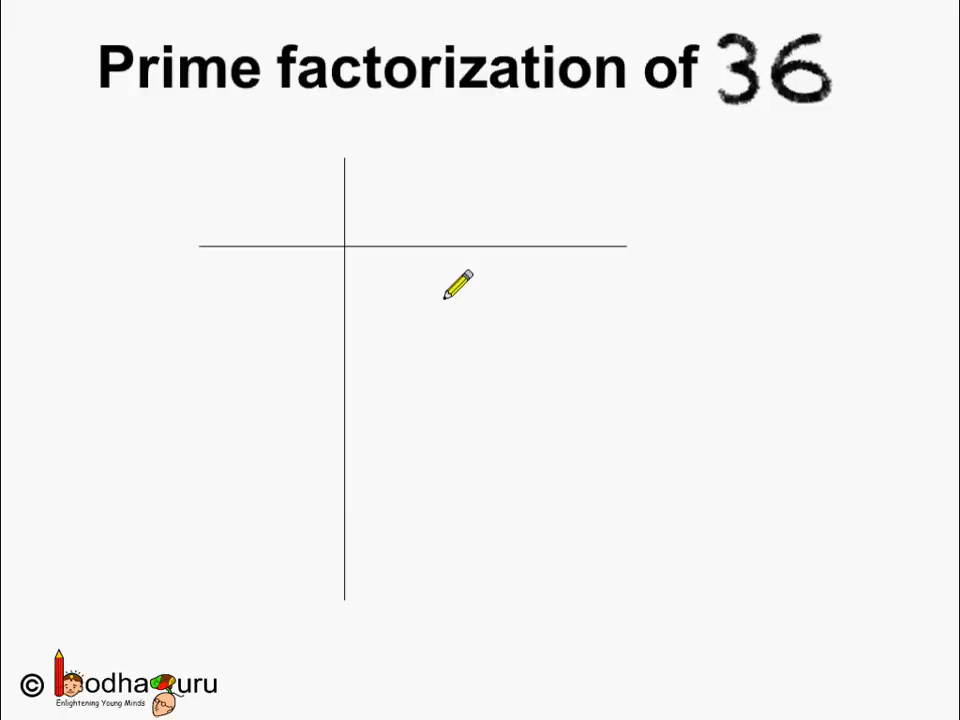 Prime factorization of 36
© bodhaguru
Enlightening Young Minds